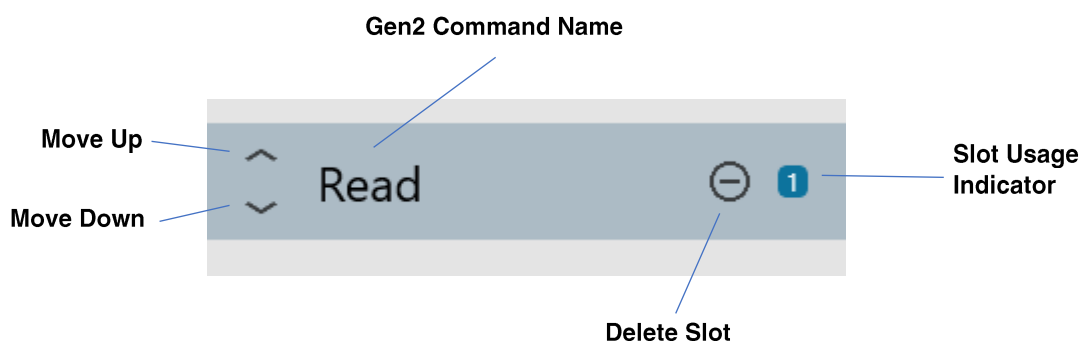 Gen2 Command Name
Move Up
Read
1
Slot Usage
Indicator
Move Down
Delete Slot